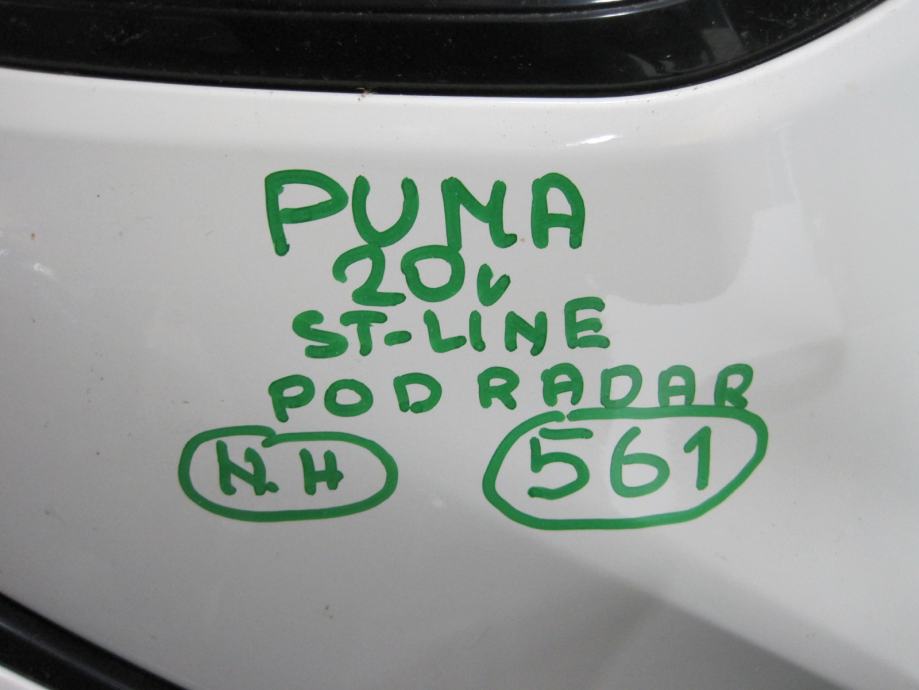 PUMA
20v
ST-LINE
POD RADAR
N.H 561